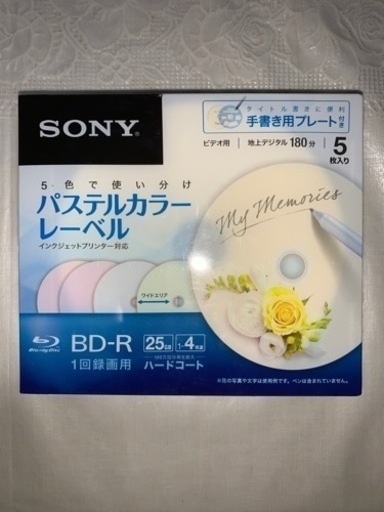 SONY
タイトル書きに便利
手書き用プレート付き
ビデオ用
地上デジタル 180分
5枚入り
5色で使い分け
パステルカラー
レーベル
インクジェットプリンター対応
My Memories
ワイドエリア
Blu-ray Disc
BD-R
25GB
1-4倍速
1回録画用
ハードコート
※図の写真や文字は使用例です。ペンは含まれていません。